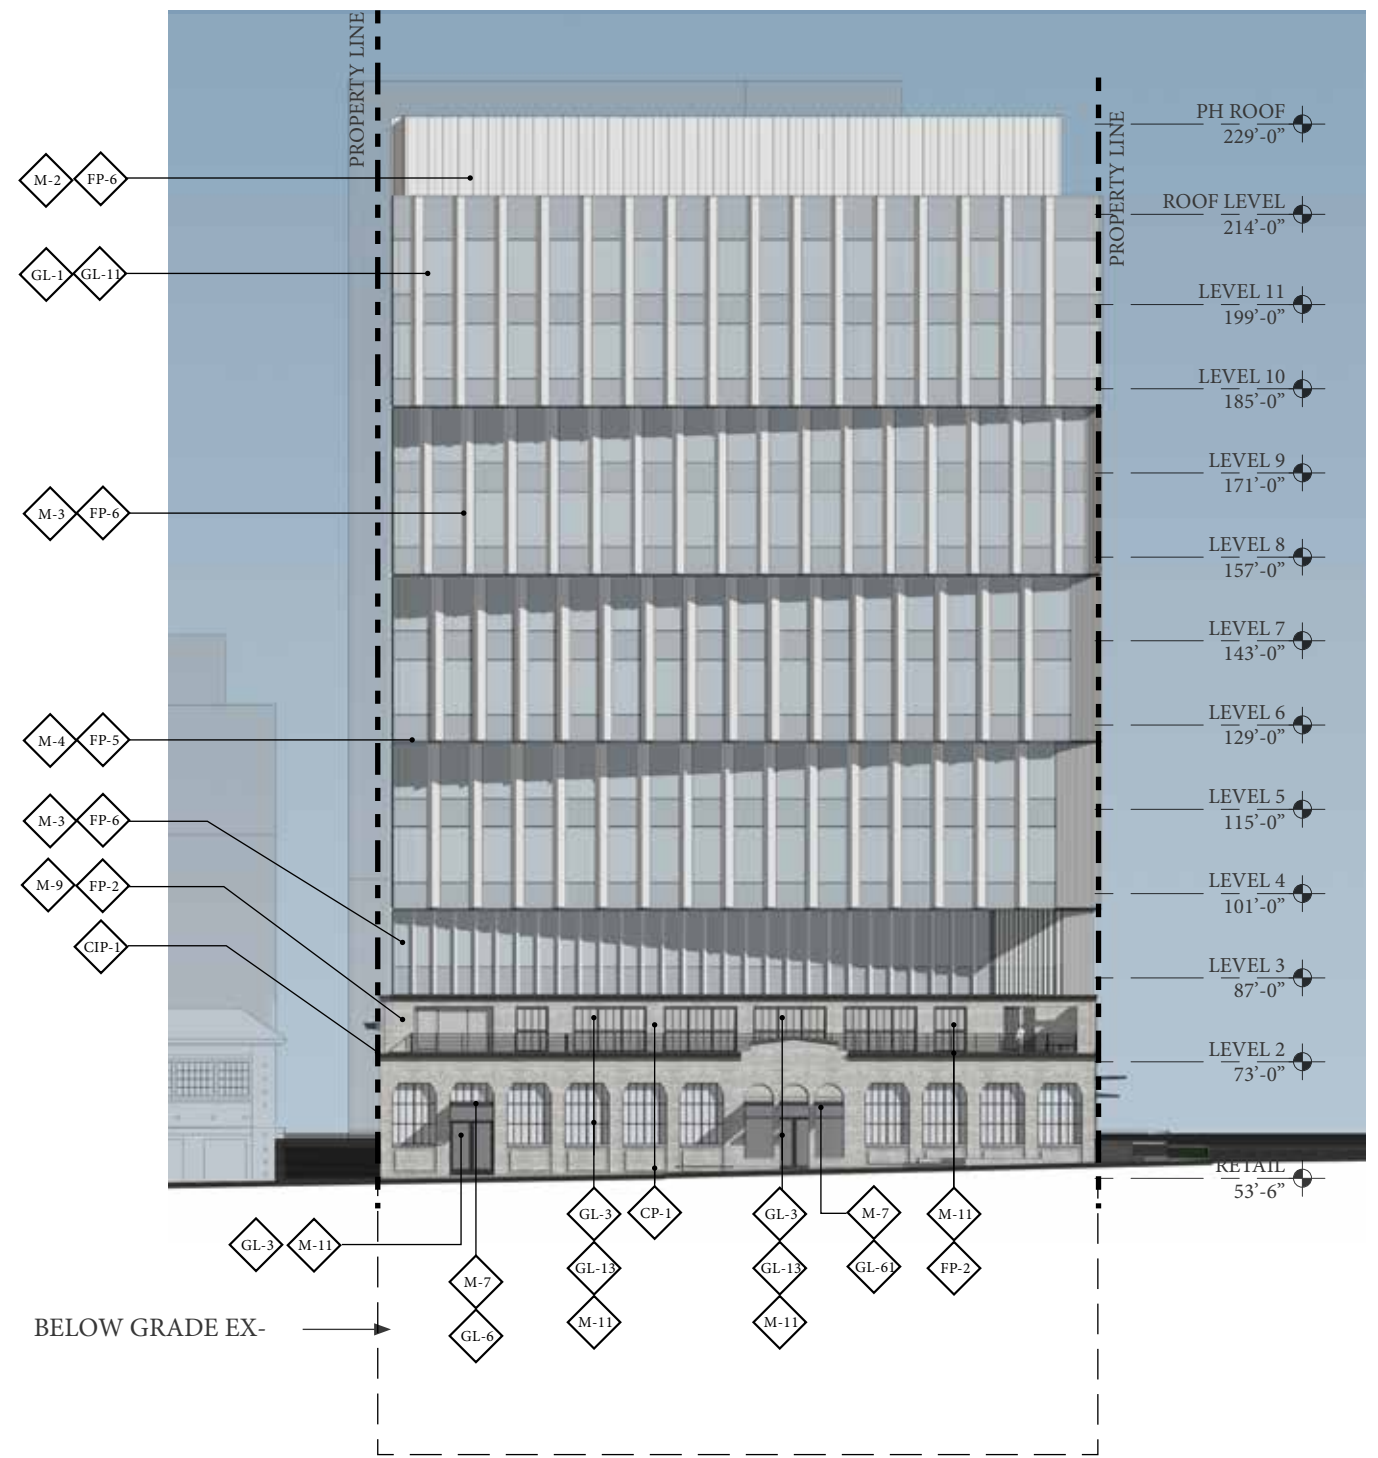 PROPERTY LINE
PROPERTY LINE
PH ROOF
229’-0”
ROOF LEVEL
214’-0”
LEVEL 11
199’-0”
LEVEL 10
185’-0”
LEVEL 9
171’-0”
LEVEL 8
157’-0”
LEVEL 7
143’-0”
LEVEL 6
129’-0”
LEVEL 5
115’-0”
LEVEL 4
101’-0”
LEVEL 3
87’-0”
LEVEL 2
73’-0”
RETAIL
53’-6”
M-2 FP-6
GL-1 GL-11
M-3 FP-6
M-4 FP-5
M-3 FP-6
M-9 FP-2
CIP-1
GL-3 M-11
M-7
GL-6
GL-3
GL-13
M-11
CP-1
GL-3
GL-13
M-11
M-7
GL-61
M-11
FP-2
BELOW GRADE EX-